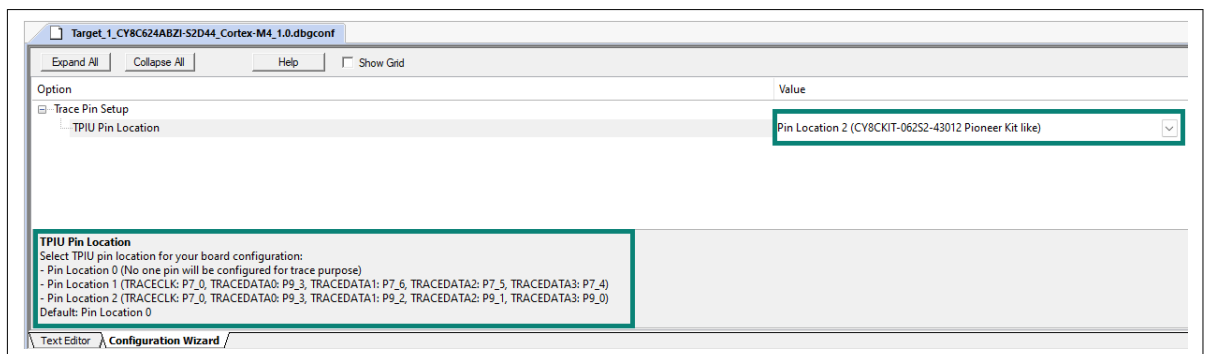 Target_1_CY8C624ABZI-S2D44_Cortex-M4_1.0.dbgconf
Expand All Collapse All Help Show Grid
Option Value
Trace Pin Setup
TPIU Pin Location Pin Location 2 (CY8CKIT-062S2-43012 Pioneer Kit like)
TPIU Pin Location
Select TPIU pin location for your board configuration:
- Pin Location 0 (No one pin will be configured for trace purpose)
- Pin Location 1 (TRACECLK: P7_0, TRACEDATA0: P9_3, TRACEDATA1: P7_6, TRACEDATA2: P7_5, TRACEDATA3: P7_4)
- Pin Location 2 (TRACECLK: P7_0, TRACEDATA0: P9_3, TRACEDATA1: P9_2, TRACEDATA2: P9_1, TRACEDATA3: P9_0)
Default: Pin Location 0
Text Editor Configuration Wizard